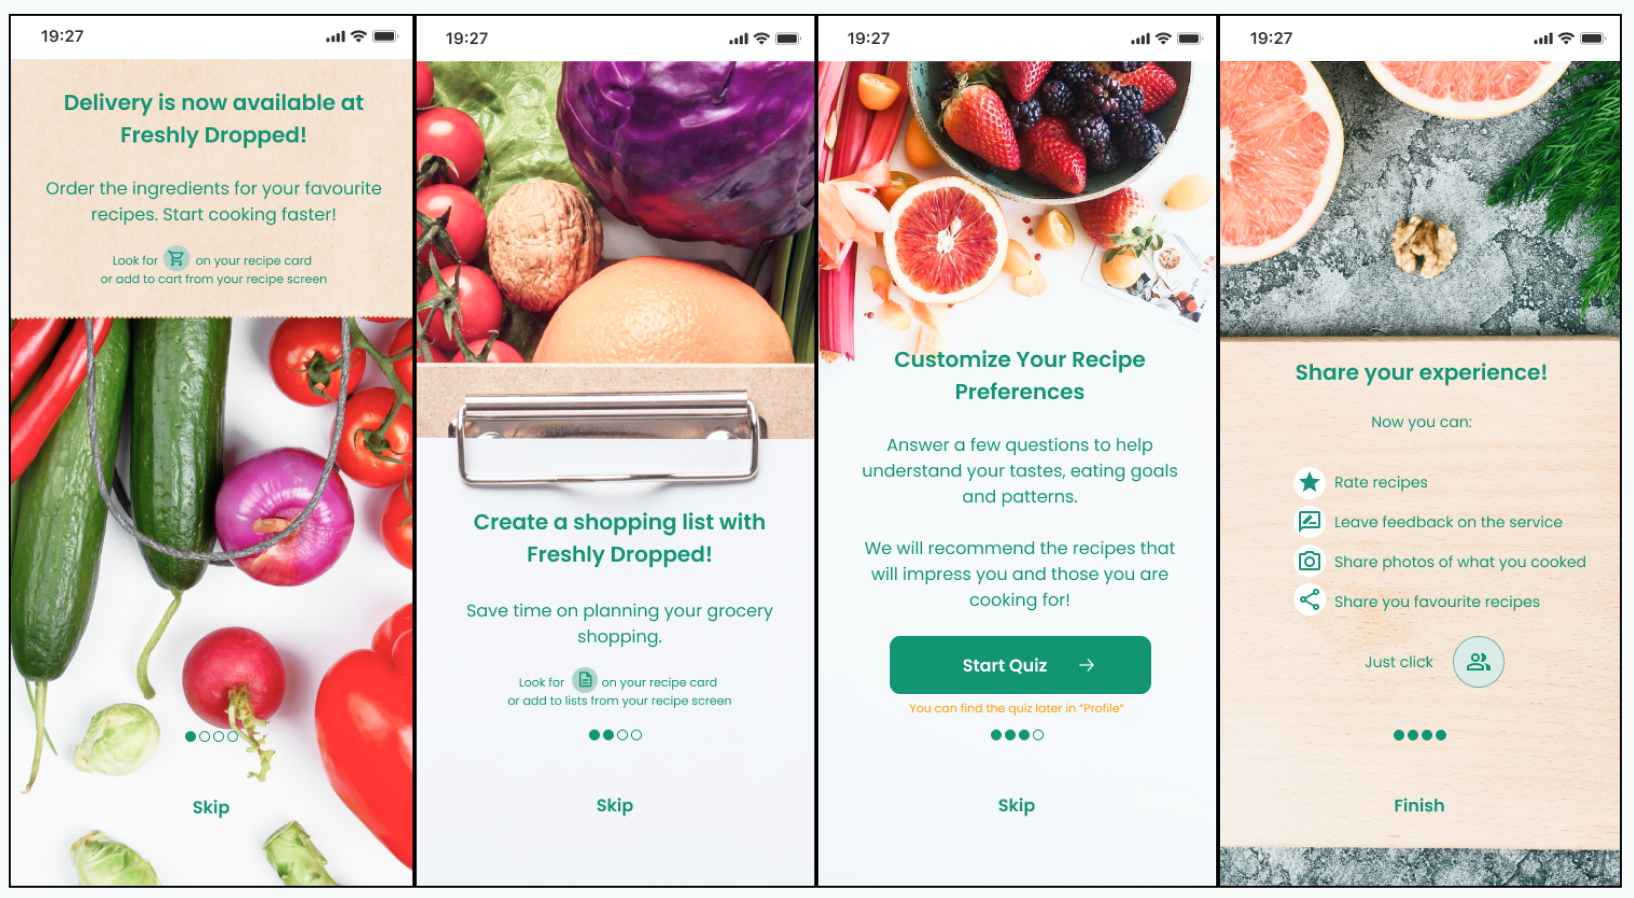 19:27
Delivery is now available at
Freshly Dropped!
Order the ingredients for your favourite
recipes. Start cooking faster!
Look for on your recipe card
or add to cart from your recipe screen
Skip
19:27
Create a shopping list with
Freshly Dropped!
Save time on planning your grocery
shopping.
Look for on your recipe card
or add to lists from your recipe screen
Skip
19:27
Customize Your Recipe
Preferences
Answer a few questions to help
understand your tastes, eating goals
and patterns.
We will recommend the recipes that
will impress you and those you are
cooking for!
Start Quiz
You can find the quiz later in “Profile”
Skip
19:27
Share your experience!
Now you can:
Rate recipes
Leave feedback on the service
Share photos of what you cooked
Share you favourite recipes
Just click
Finish